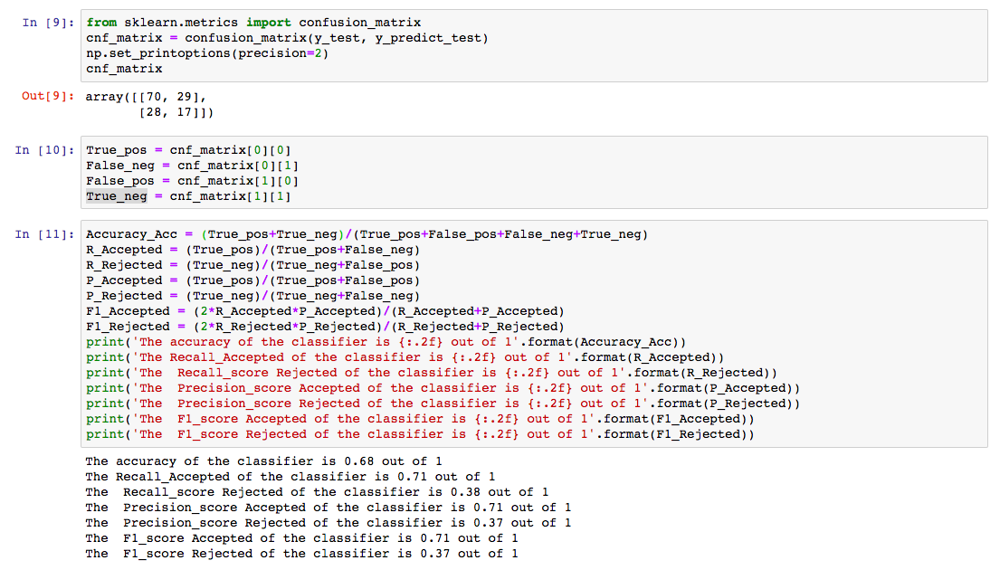 In [9]: from sklearn.metrics import confusion_matrix
cnf_matrix = confusion_matrix(y_test, y_predict_test)
np.set_printoptions(precision=2)
cnf_matrix
Out[9]: array([[70, 29],
       [28, 17]])
In [10]: True_pos = cnf_matrix[0][0]
False_neg = cnf_matrix[0][1]
False_pos = cnf_matrix[1][0]
True_neg = cnf_matrix[1][1]
In [11]: Accuracy_Acc = (True_pos+True_neg)/(True_pos+False_pos+False_neg+True_neg)
R_Accepted = (True_pos)/(True_pos+False_neg)
R_Rejected = (True_neg)/(True_neg+False_pos)
P_Accepted = (True_pos)/(True_pos+False_pos)
P_Rejected = (True_neg)/(True_neg+False_neg)
F1_Accepted = (2*R_Accepted*P_Accepted)/(R_Accepted+P_Accepted)
F1_Rejected = (2*R_Rejected*P_Rejected)/(R_Rejected+P_Rejected)
print('The accuracy of the classifier is {:.2f} out of 1'.format(Accuracy_Acc))
print('The Recall_Accepted of the classifier is {:.2f} out of 1'.format(R_Accepted))
print('The  Recall_score Rejected of the classifier is {:.2f} out of 1'.format(R_Rejected))
print('The  Precision_score Accepted of the classifier is {:.2f} out of 1'.format(P_Accepted))
print('The  Precision_score Rejected of the classifier is {:.2f} out of 1'.format(P_Rejected))
print('The  F1_score Accepted of the classifier is {:.2f} out of 1'.format(F1_Accepted))
print('The  F1_score Rejected of the classifier is {:.2f} out of 1'.format(F1_Rejected))
The accuracy of the classifier is 0.68 out of 1
The Recall_Accepted of the classifier is 0.71 out of 1
The  Recall_score Rejected of the classifier is 0.38 out of 1
The  Precision_score Accepted of the classifier is 0.71 out of 1
The  Precision_score Rejected of the classifier is 0.37 out of 1
The  F1_score Accepted of the classifier is 0.71 out of 1
The  F1_score Rejected of the classifier is 0.37 out of 1